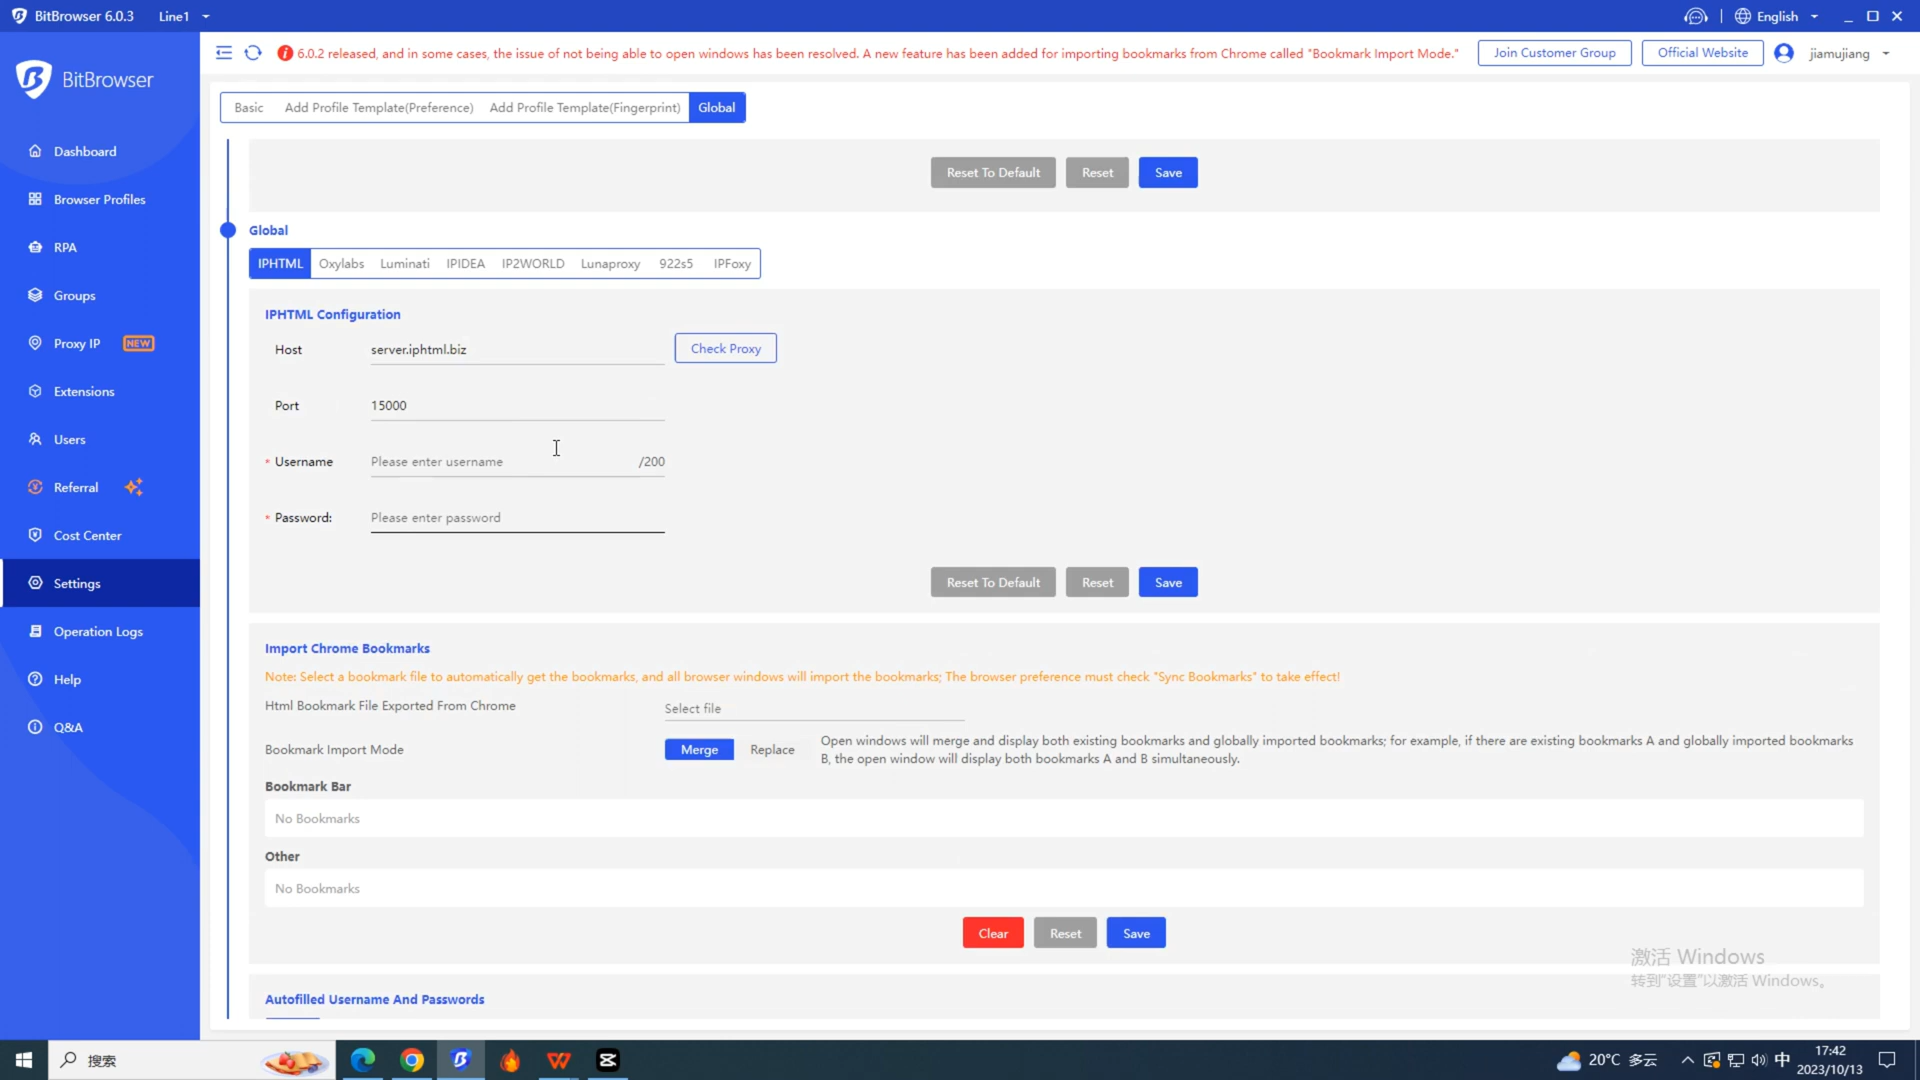 BitBrowser 6.0.3
Line1
English
BitBrowser
6.0.2 released, and in some cases, the issue of not being able to open windows has been resolved. A new feature has been added for importing bookmarks from Chrome called "Bookmark Import Mode."
Join Customer Group
Official Website
jiamujiang
Dashboard
Browser Profiles
RPA
Groups
Proxy IP
NEW
Extensions
Users
Referral
Cost Center
Settings
Operation Logs
Help
Q&A
Basic
Add Profile Template(Preference)
Add Profile Template(Fingerprint)
Global
Reset To Default
Reset
Save
Global
IPHTML
Oxylabs
Luminati
IPIDEA
IP2WORLD
Lunaproxy
922s5
IPFoxy
IPHTML Configuration
Host
server.iphtml.biz
Check Proxy
Port
15000
* Username
Please enter username
/200
* Password:
Please enter password
Reset To Default
Reset
Save
Import Chrome Bookmarks
Note: Select a bookmark file to automatically get the bookmarks, and all browser windows will import the bookmarks; The browser preference must check "Sync Bookmarks" to take effect!
Html Bookmark File Exported From Chrome
Select file
Bookmark Import Mode
Merge
Replace
Open windows will merge and display both existing bookmarks and globally imported bookmarks; for example, if there are existing bookmarks A and globally imported bookmarks
B, the open window will display both bookmarks A and B simultaneously.
Bookmark Bar
No Bookmarks
Other
No Bookmarks
Clear
Reset
Save
激活 Windows
转到"设置"以激活 Windows。
Autofilled Username And Passwords
搜索
20°C 多云
中
17:42
2023/10/13